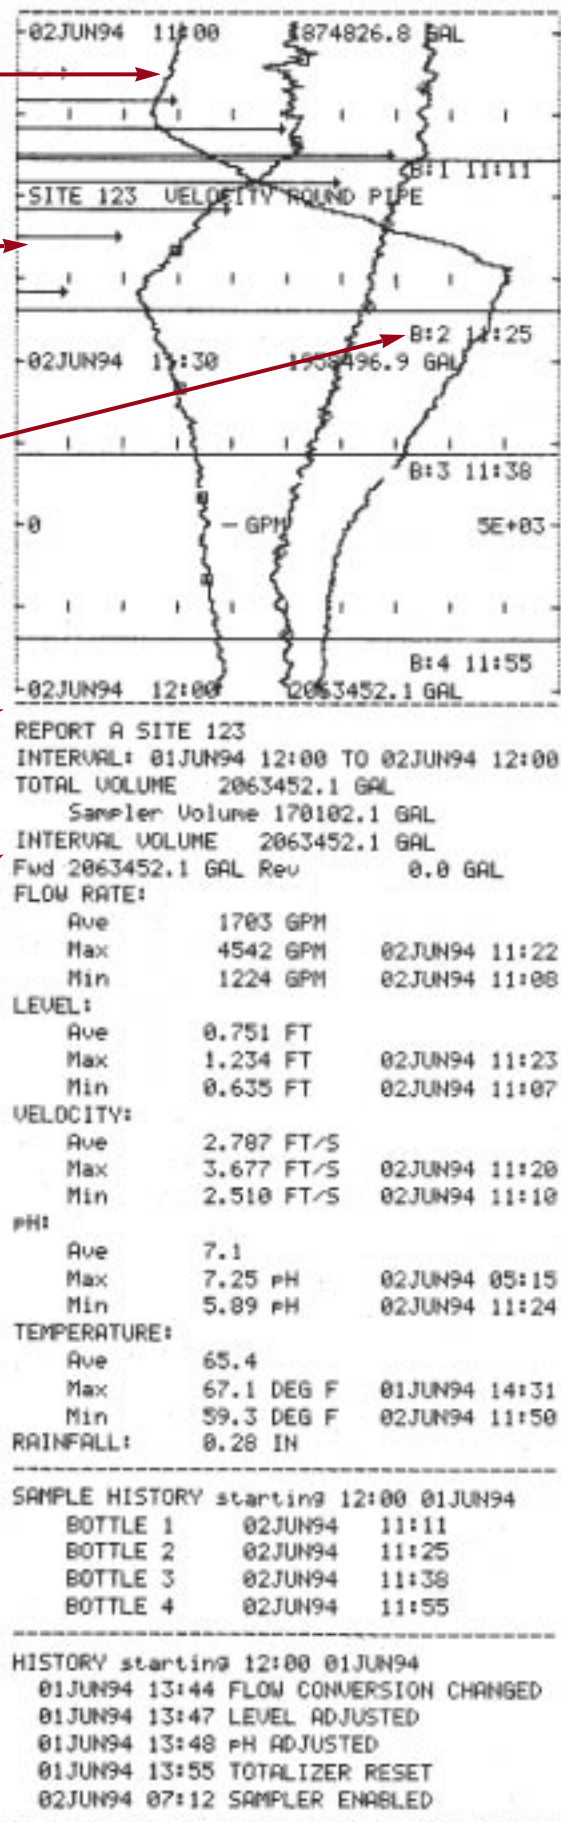 02JUN94 11:00 1874826.8 GAL
B:1 11:11
SITE 123 VELOCITY ROUND PIPE
B:2 11:25
02JUN94 11:30 1958496.9 GAL
B:3 11:38
0 - GPM 5E+03
B:4 11:55
02JUN94 12:00 2063452.1 GAL
REPORT A SITE 123
INTERVAL: 01JUN94 12:00 TO 02JUN94 12:00
TOTAL VOLUME 2063452.1 GAL
Sampler Volume 170102.1 GAL
INTERVAL VOLUME 2063452.1 GAL
Fwd 2063452.1 GAL Rev 0.0 GAL
FLOW RATE:
Ave 1703 GPM
Max 4542 GPM 02JUN94 11:22
Min 1224 GPM 02JUN94 11:08
LEVEL:
Ave 0.751 FT
Max 1.234 FT 02JUN94 11:23
Min 0.635 FT 02JUN94 11:07
VELOCITY:
Ave 2.787 FT/S
Max 3.677 FT/S 02JUN94 11:20
Min 2.510 FT/S 02JUN94 11:10
pH:
Ave 7.1
Max 7.25 pH 02JUN94 05:15
Min 5.89 pH 02JUN94 11:24
TEMPERATURE:
Ave 65.4
Max 67.1 DEG F 01JUN94 14:31
Min 59.3 DEG F 02JUN94 11:50
RAINFALL: 0.28 IN
SAMPLE HISTORY starting 12:00 01JUN94
BOTTLE 1 02JUN94 11:11
BOTTLE 2 02JUN94 11:25
BOTTLE 3 02JUN94 11:38
BOTTLE 4 02JUN94 11:55
HISTORY starting 12:00 01JUN94
01JUN94 13:44 FLOW CONVERSION CHANGED
01JUN94 13:47 LEVEL ADJUSTED
01JUN94 13:48 pH ADJUSTED
01JUN94 13:55 TOTALIZER RESET
02JUN94 07:12 SAMPLER ENABLED